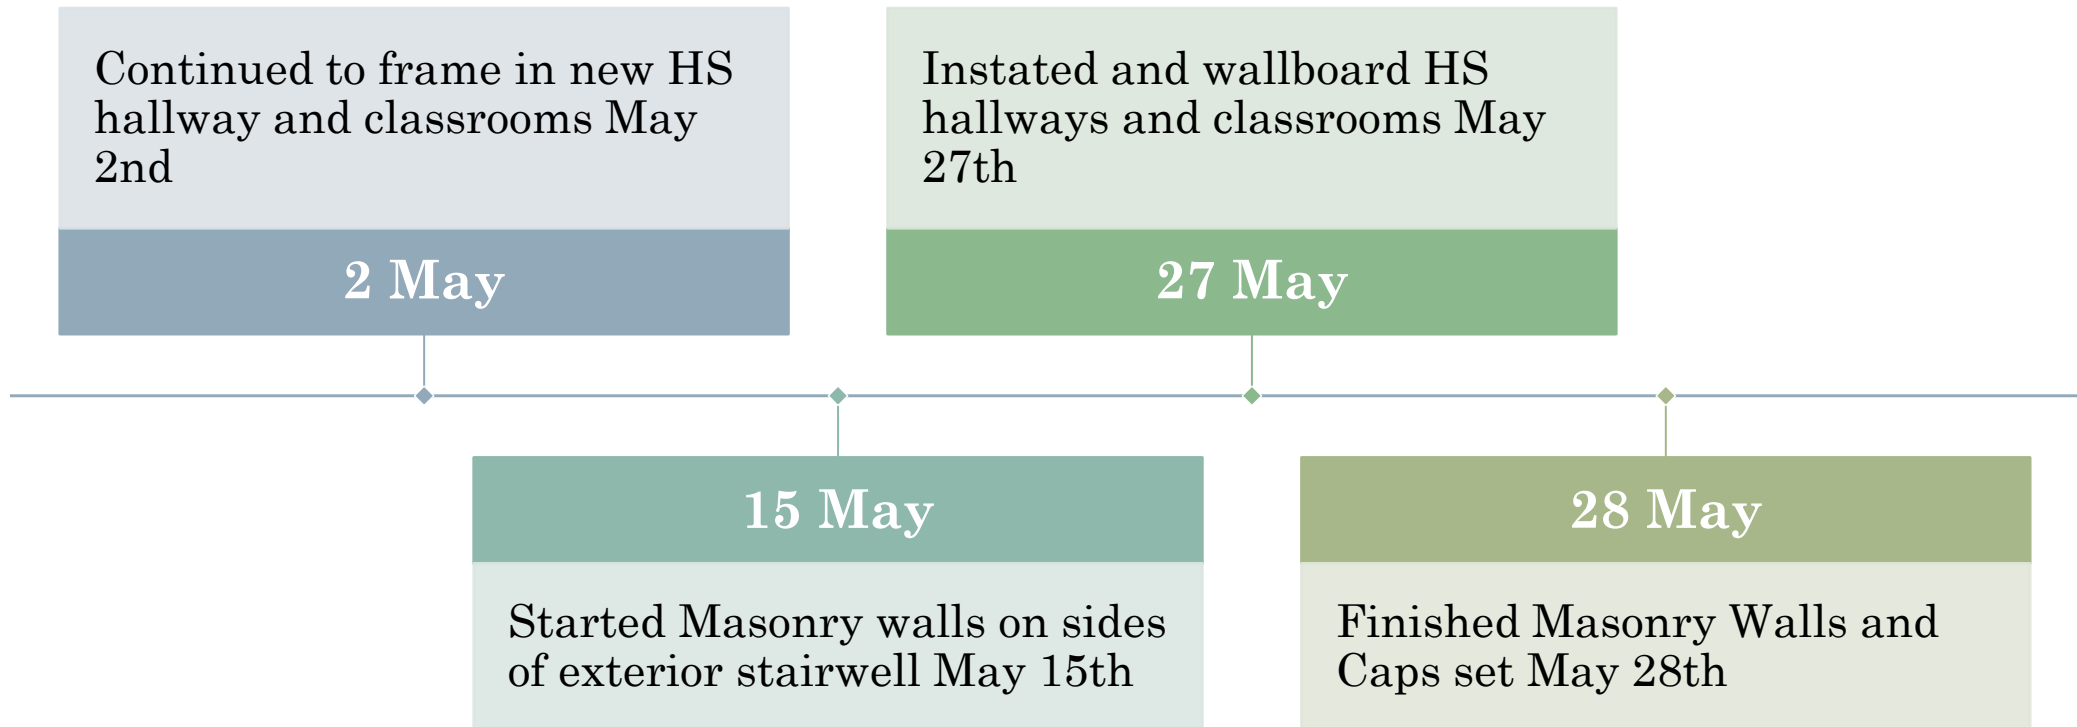 Continued to frame in new HS
hallway and classrooms May
2nd
2 May
Instated and wallboard HS
hallways and classrooms May
27th
27 May
15 May
Started Masonry walls on sides
of exterior stairwell May 15th
28 May
Finished Masonry Walls and
Caps set May 28th